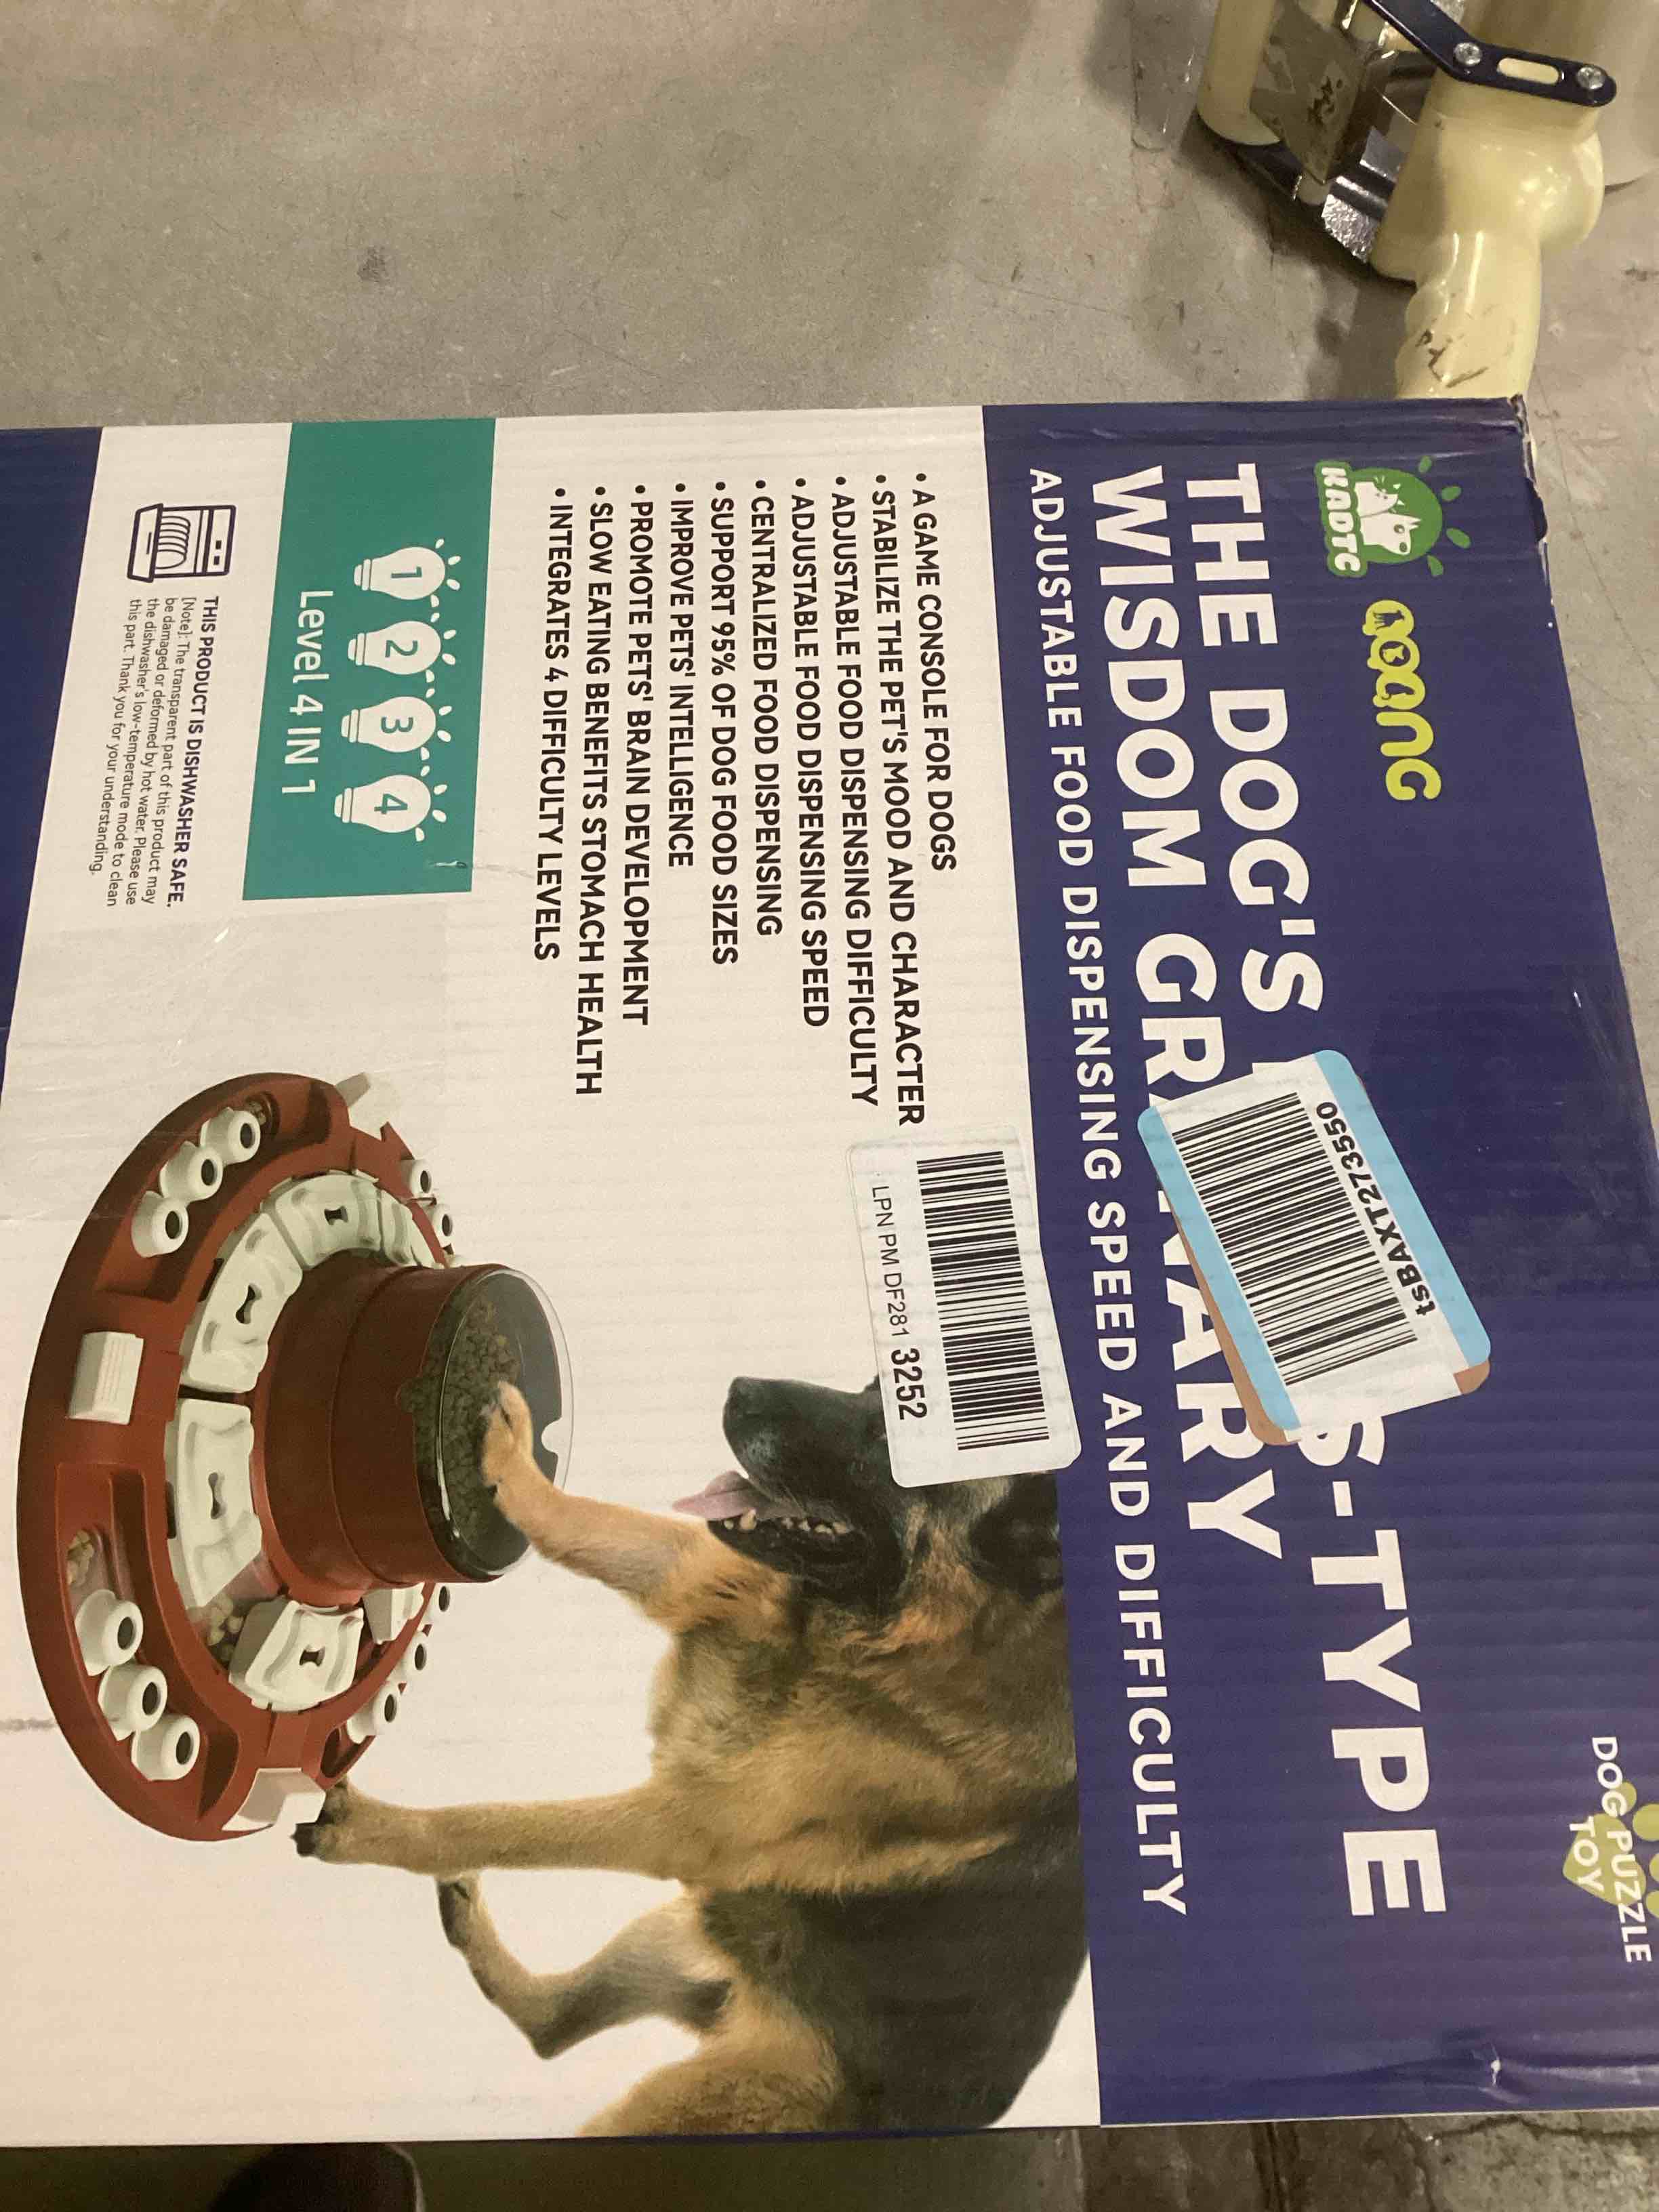 KADTC
QQANG
DOG PUZZLE
TOY
THE DOG'S S-TYPE
WISDOM GRANARY
ADJUSTABLE FOOD DISPENSING SPEED AND DIFFICULTY
tsBAXT273550
LPN PM DF281 3252
• A GAME CONSOLE FOR DOGS
• STABILIZE THE PET'S MOOD AND CHARACTER
• ADJUSTABLE FOOD DISPENSING DIFFICULTY
• ADJUSTABLE FOOD DISPENSING SPEED
• CENTRALIZED FOOD DISPENSING
• SUPPORT 95% OF DOG FOOD SIZES
• IMPROVE PETS' INTELLIGENCE
• PROMOTE PETS' BRAIN DEVELOPMENT
• SLOW EATING BENEFITS STOMACH HEALTH
• INTEGRATES 4 DIFFICULTY LEVELS
1 2 3 4
Level 4 IN 1
THIS PRODUCT IS DISHWASHER SAFE.
[Note]: The transparent part of this product may
be damaged or deformed by hot water. Please use
the dishwasher's low-temperature mode to clean
this part. Thank you for your understanding.